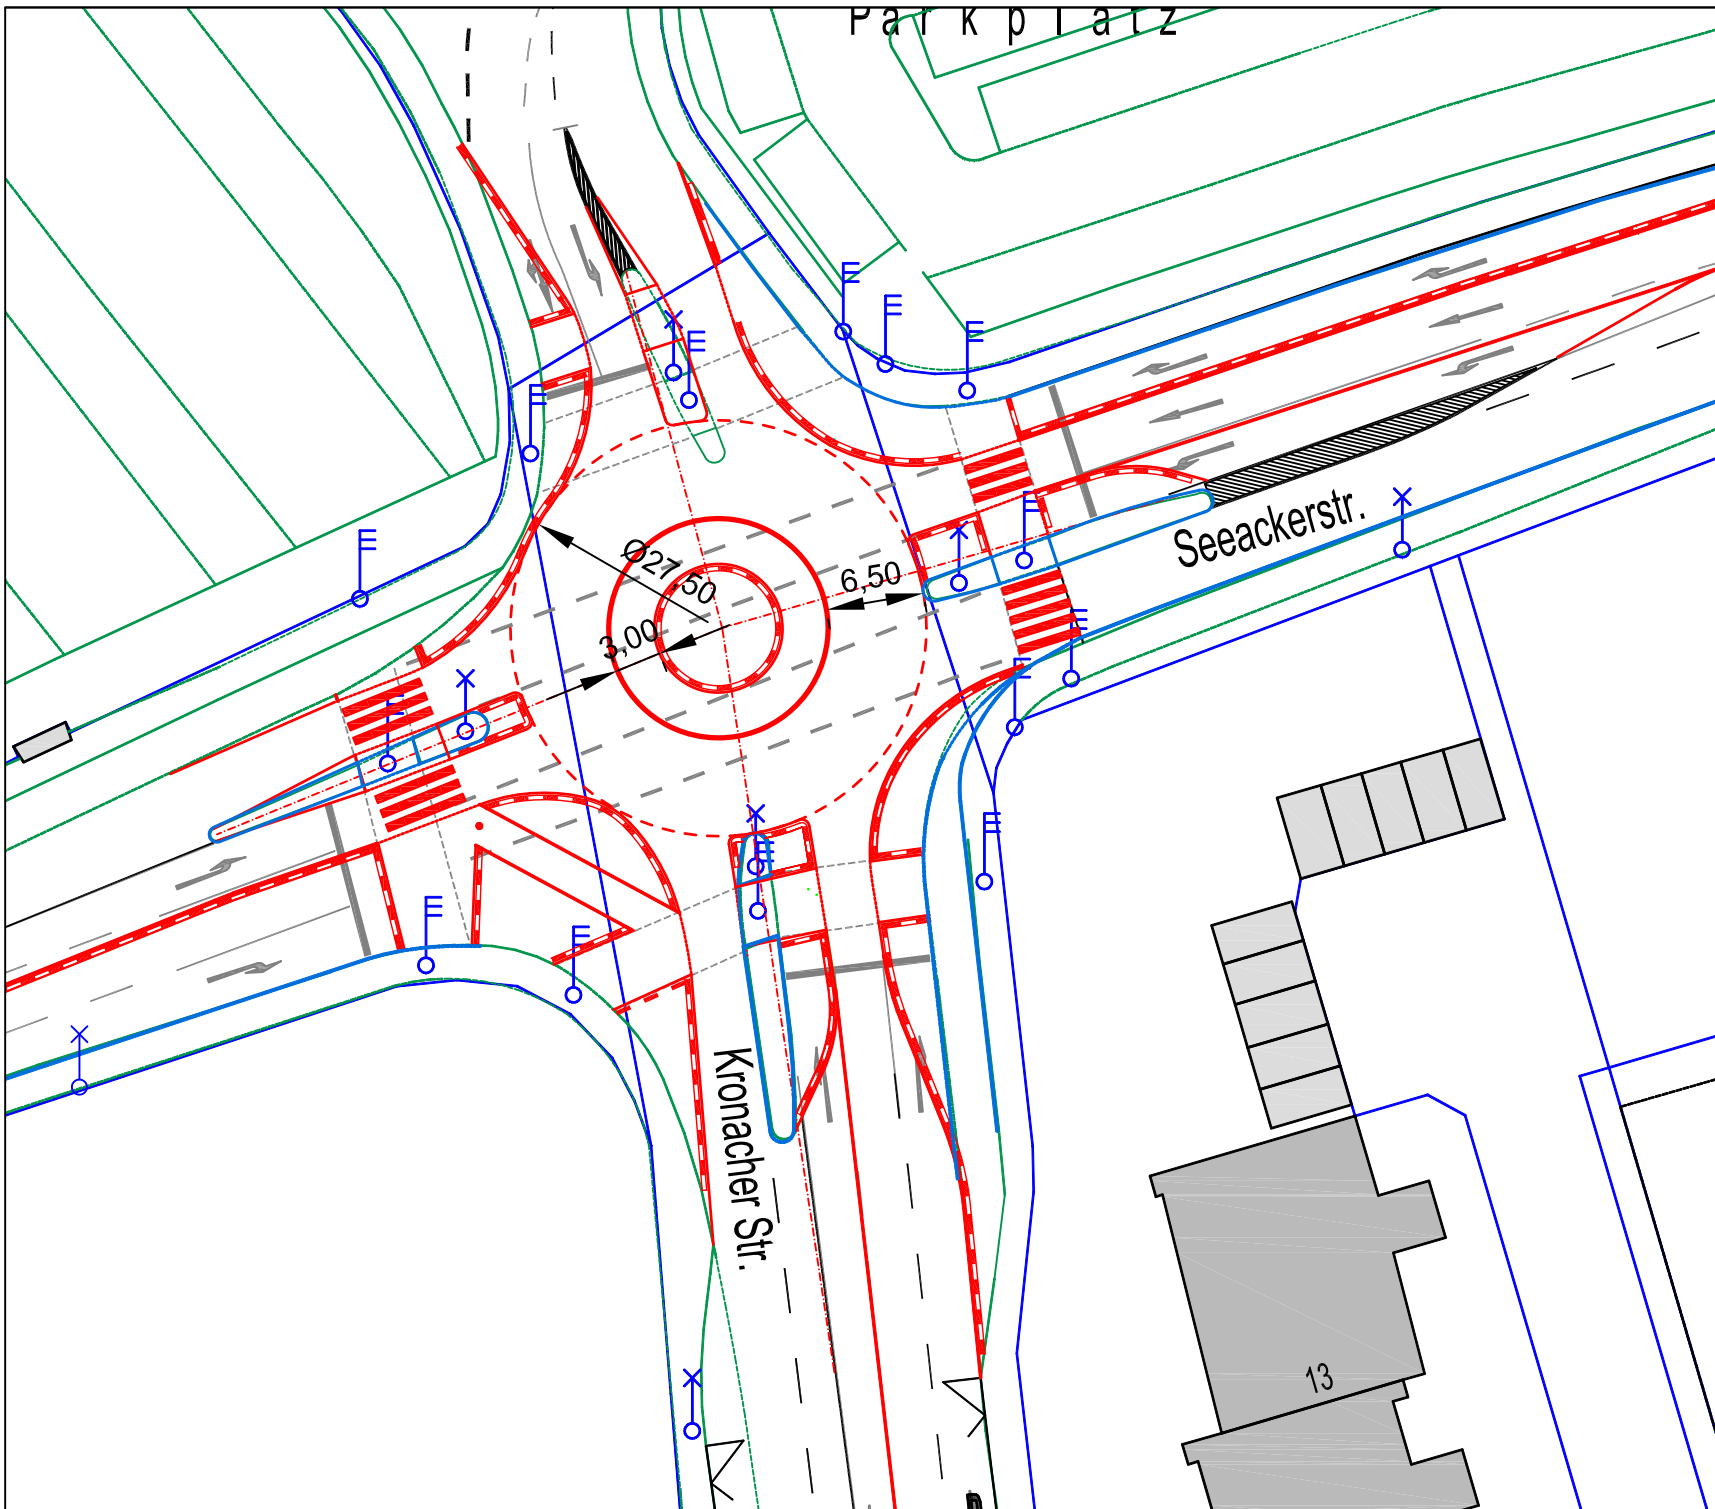 Parkplatz
Ø27,50
6,50
3,00
Seeackerstr.
Kronacher Str.
13